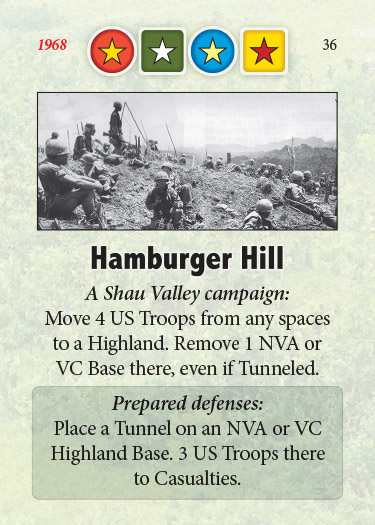 1968
36
Hamburger Hill
A Shau Valley campaign:
Move 4 US Troops from any spaces
to a Highland. Remove 1 NVA or
VC Base there, even if Tunneled.
Prepared defenses:
Place a Tunnel on an NVA or VC
Highland Base. 3 US Troops there
to Casualties.